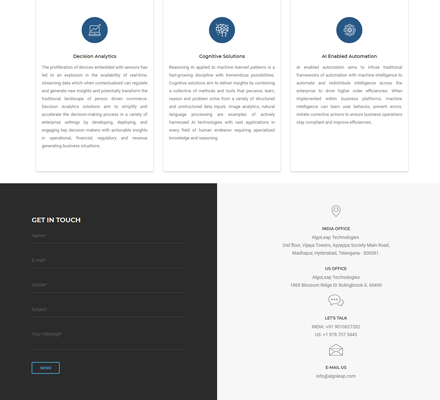 Decision Analytics
The proliferation of devices embedded with sensors has
led to an explosion in the availability of real-time,
streaming data which when contextualized can regulate
and generate new insights and potentially transform the
traditional landscape of person driven commerce.
Decision Analytics solutions aim to simplify and
accelerate the decision-making process in a variety of
enterprise settings by developing, deploying, and
engaging key decision makers with actionable insights
in operational, financial, regulatory and revenue
generating business situations.
Cognitive Solutions
Reasoning AI applied to machine learned patterns is a
fast-growing discipline with tremendous possibilities.
Cognitive solutions aim to deliver insights by combining
a collective of methods and tools that perceive, learn,
reason and problem solve from a variety of structured
and unstructured data inputs. Image analytics, natural
language processing are examples of actively
harnessed AI technologies with vast applications in
every field of human endeavor requiring specialized
knowledge and reasoning.
AI Enabled Automation
AI enabled automation aims to infuse traditional
frameworks of automation with machine intelligence to
automate and redistribute intelligence across the
enterprise to drive higher order efficiencies. When
implemented within business platforms, machine
intelligence can learn user behavior, prevent errors,
initiate corrective actions to ensure business operations
stay compliant and improve efficiencies.
GET IN TOUCH
Name*
E-mail*
Mobile*
Subject
Your Message*
SEND
INDIA OFFICE
AlgoLeap Technologies
2nd floor, Vijaya Towers, Ayyappa Society Main Road,
Madhapur, Hyderabad, Telangana - 500081.
US OFFICE
AlgoLeap Technologies
1869 Blossom Ridge Dr Bolingbrook IL 60490
LET'S TALK
INDIA: +91 9010627282
US: +1 978 707 5445
E-MAIL US
info@algoleap.com